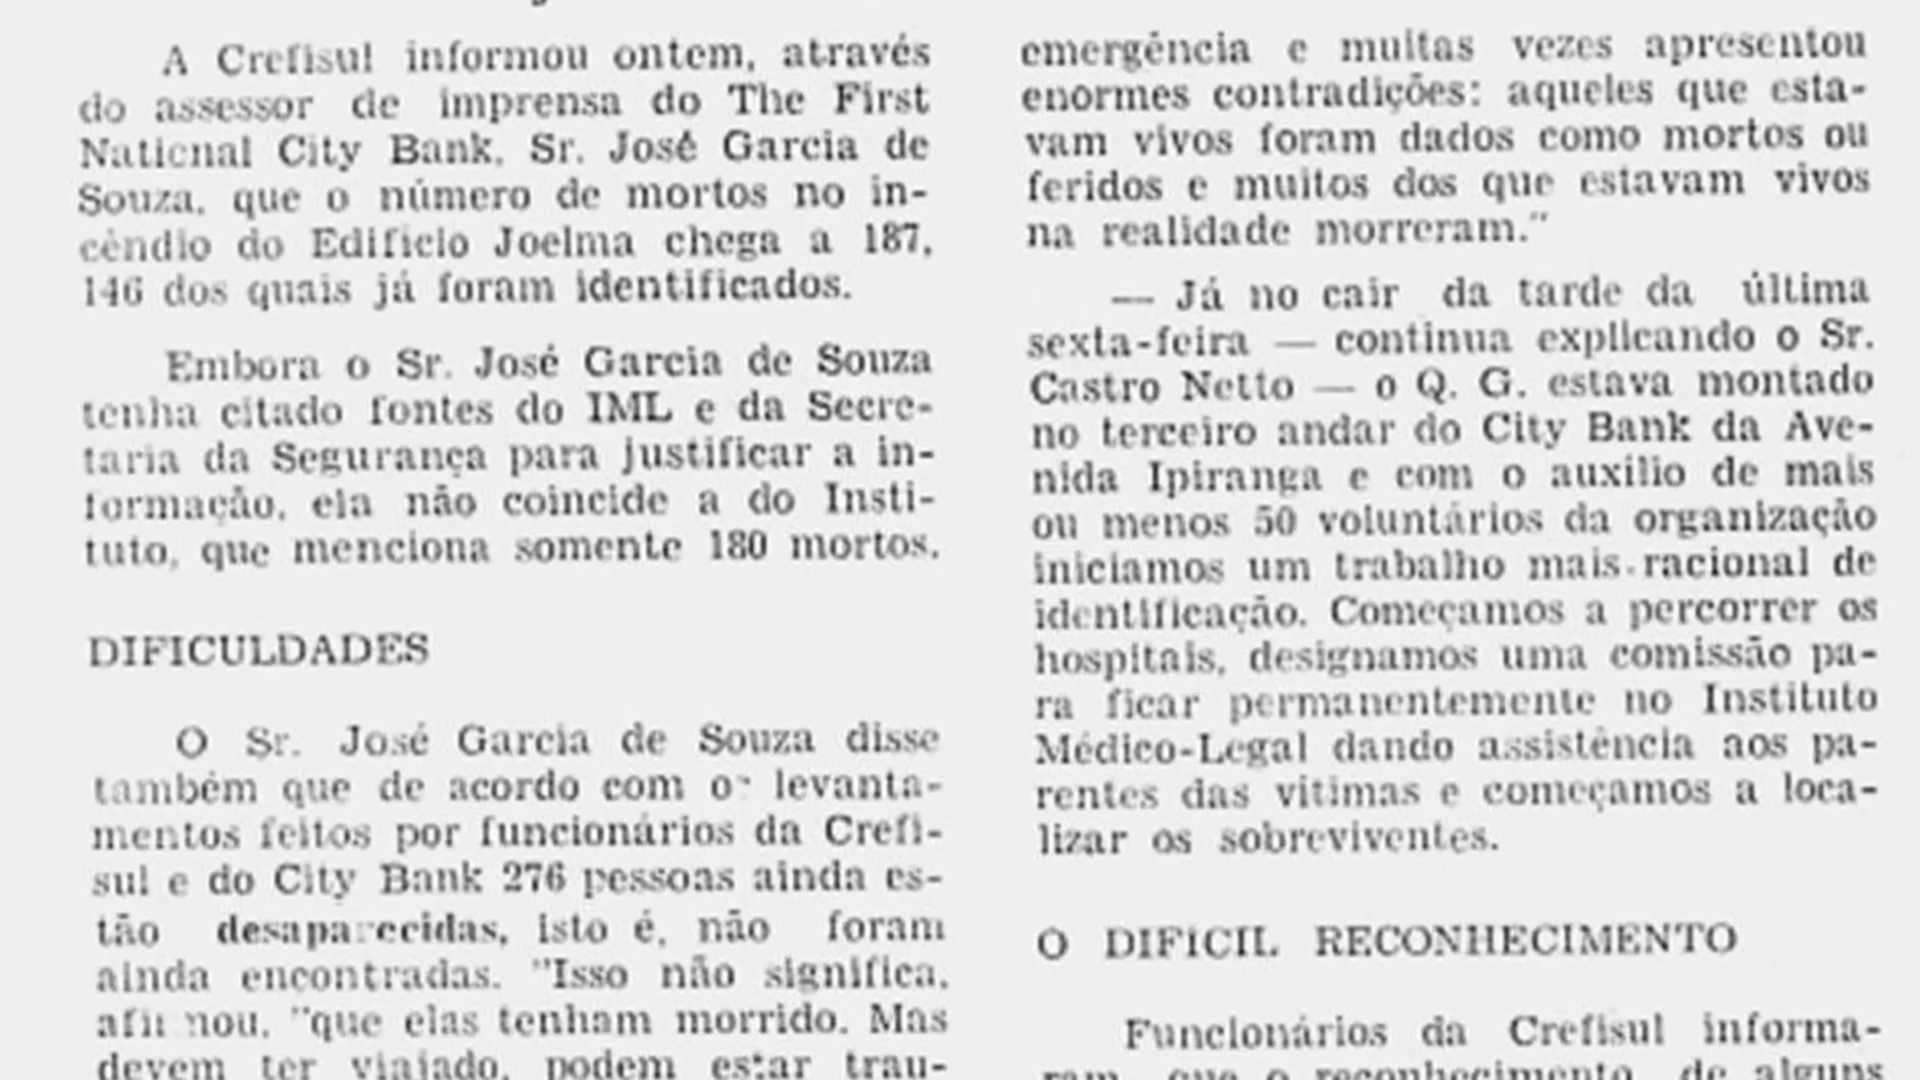 A Crefisul informou ontem, através
do assessor de imprensa do The First
National City Bank, Sr. José Garcia de
Souza, que o número de mortos no in-
cêndio do Edifício Joelma chega a 187,
146 dos quais já foram identificados.
Embora o Sr. José Garcia de Souza
tenha citado fontes do IML e da Secre-
taria da Segurança para justificar a in-
formação, ela não coincide a do Insti-
tuto, que menciona somente 180 mortos.
DIFICULDADES
O Sr. José Garcia de Souza disse
também que de acordo com os levanta-
mentos feitos por funcionários da Crefi-
sul e do City Bank 276 pessoas ainda es-
tão desaparecidas, isto é, não foram
ainda encontradas. "Isso não significa,
afirmou, "que elas tenham morrido. Mas
devem ter viajado, podem estar trau-
emergência e muitas vezes apresentou
enormes contradições: aqueles que esta-
vam vivos foram dados como mortos ou
feridos e muitos dos que estavam vivos
na realidade morreram."
— Já no cair da tarde da última
sexta-feira — continua explicando o Sr.
Castro Netto — o Q. G. estava montado
no terceiro andar do City Bank da Ave-
nida Ipiranga e com o auxílio de mais
ou menos 50 voluntários da organização
iniciamos um trabalho mais racional de
identificação. Começamos a percorrer os
hospitais, designamos uma comissão pa-
ra ficar permanentemente no Instituto
Médico-Legal dando assistência aos pa-
rentes das vítimas e começamos a loca-
lizar os sobreviventes.
O DIFÍCIL RECONHECIMENTO
Funcionários da Crefisul informa-
ram que o reconhecimento de alguns